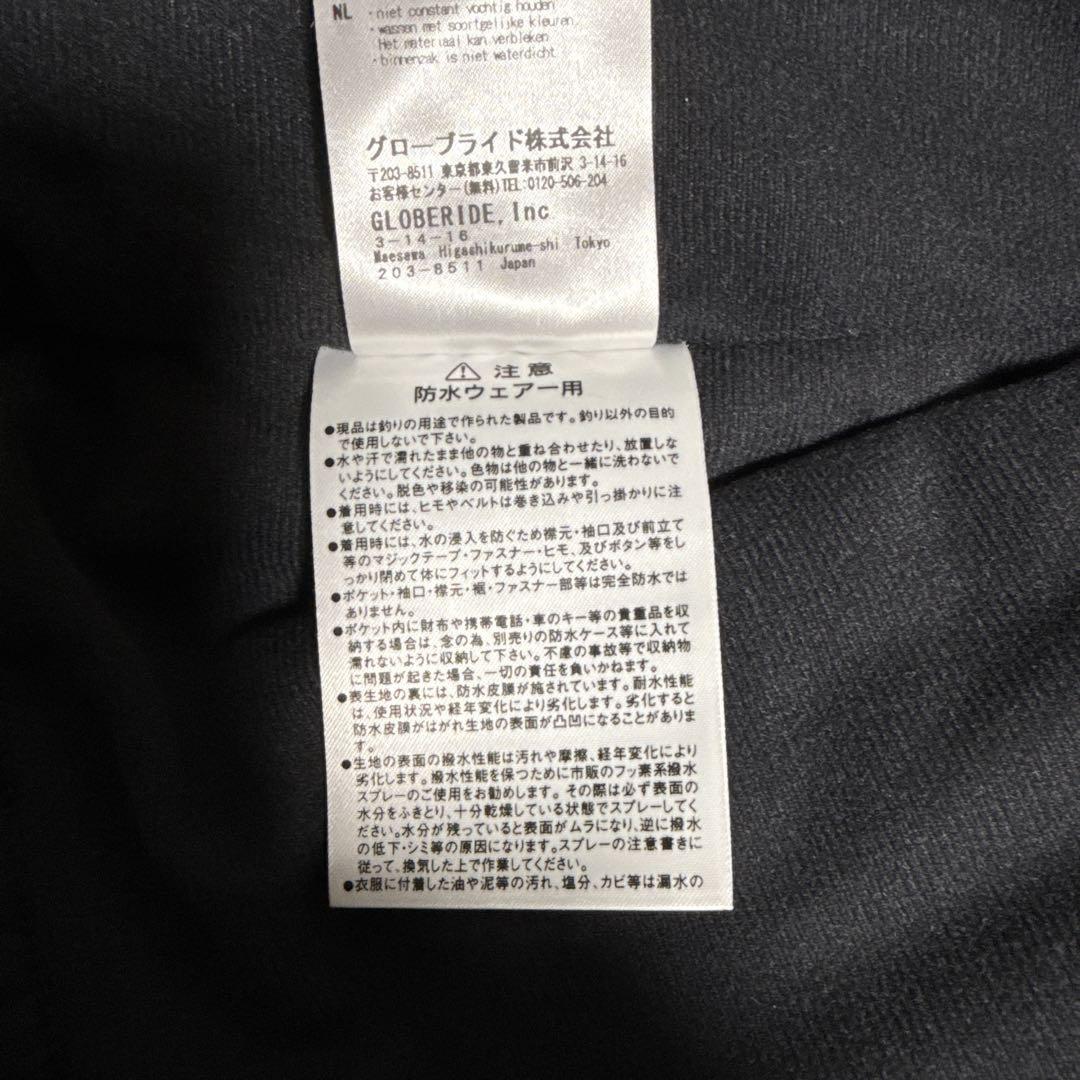 NL ・niet constant vochtig houden
・wassen met soortgelijke kleuren.
Het materiaal kan verbleken
・binnenzak is niet waterdicht
グローブライド株式会社
〒203-8511 東京都東久留米市前沢 3-14-16
お客様センター(無料)TEL:0120-506-204
GLOBERIDE, Inc
3-14-16
Maesawa Higashikurume-shi Tokyo
203-8511 Japan
⚠ 注意
防水ウェアー用
●現品は釣りの用途で作られた製品です。釣り以外の目的
で使用しないで下さい。
●水や汗で濡れたまま他の物と重ね合わせたり、放置しな
いようにしてください。色物は他の物と一緒に洗わないで
ください。脱色や移染の可能性があります。
●着用時には、ヒモやベルトは巻き込みや引っ掛かりに注
意してください。
●着用時には、水の浸入を防ぐため襟元・袖口及び前立て
等のマジックテープ・ファスナー・ヒモ、及びボタン等をし
っかり閉めて体にフィットするようにしてください。
●ポケット・袖口・襟元・裾・ファスナー部等は完全防水では
ありません。
●ポケット内に財布や携帯電話・車のキー等の貴重品を収
納する場合は、念の為、別売りの防水ケース等に入れて
濡れないように収納して下さい。不慮の事故等で収納物
に問題が起きた場合、一切の責任を負いかねます。
●表生地の裏には、防水皮膜が施されています。耐水性能
は、使用状況や経年変化により劣化します。劣化すると
防水皮膜がはがれ生地の表面が凸凹になることがありま
す。
●生地の表面の撥水性能は汚れや摩擦、経年変化により
劣化します。撥水性能を保つために市販のフッ素系撥水
スプレーのご使用をお勧めします。その際は必ず表面の
水分をふきとり、十分乾燥している状態でスプレーしてく
ださい。水分が残っていると表面がムラになり、逆に撥水
の低下・シミ等の原因になります。スプレーの注意書きに
従って、換気した上で作業してください。
●衣服に付着した油や泥等の汚れ、塩分、カビ等は漏水の